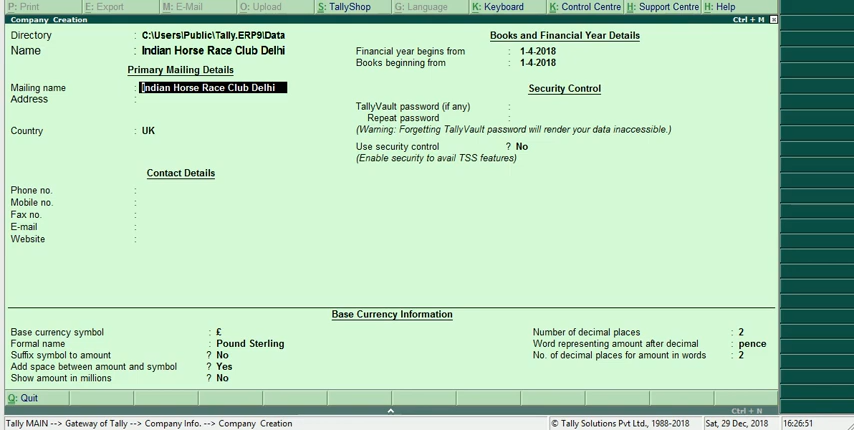 P: Print E: Export M: E-Mail O: Upload S: TallyShop G: Language K: Keyboard K: Control Centre H: Support Centre H: Help
Company Creation Ctrl + M
Directory : C:\Users\Public\Tally.ERP9\Data
Name : Indian Horse Race Club Delhi
Primary Mailing Details
Mailing name : Indian Horse Race Club Delhi
Address :
Country : UK
Contact Details
Phone no. :
Mobile no. :
Fax no. :
E-mail :
Website :
Books and Financial Year Details
Financial year begins from : 1-4-2018
Books beginning from : 1-4-2018
Security Control
TallyVault password (if any) :
Repeat password :
(Warning: Forgetting TallyVault password will render your data inaccessible.)
Use security control ? No
(Enable security to avail TSS features)
Base Currency Information
Base currency symbol : £
Formal name : Pound Sterling
Suffix symbol to amount ? No
Add space between amount and symbol ? Yes
Show amount in millions ? No
Number of decimal places : 2
Word representing amount after decimal : pence
No. of decimal places for amount in words : 2
Q: Quit
Ctrl + N
Tally MAIN --> Gateway of Tally --> Company Info. --> Company Creation © Tally Solutions Pvt Ltd., 1988-2018 Sat, 29 Dec, 2018 16:26:51